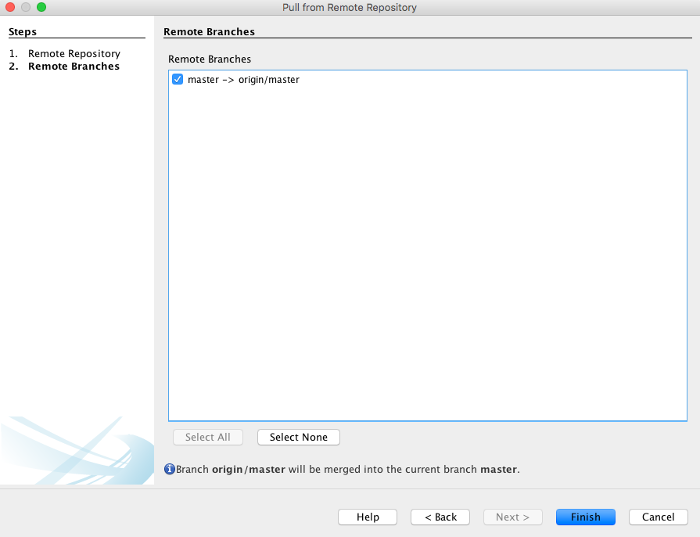 Pull from Remote Repository
Steps
1. Remote Repository
2. Remote Branches
Remote Branches
Remote Branches
master -> origin/master
Select All
Select None
Branch origin/master will be merged into the current branch master.
Help
< Back
Next >
Finish
Cancel